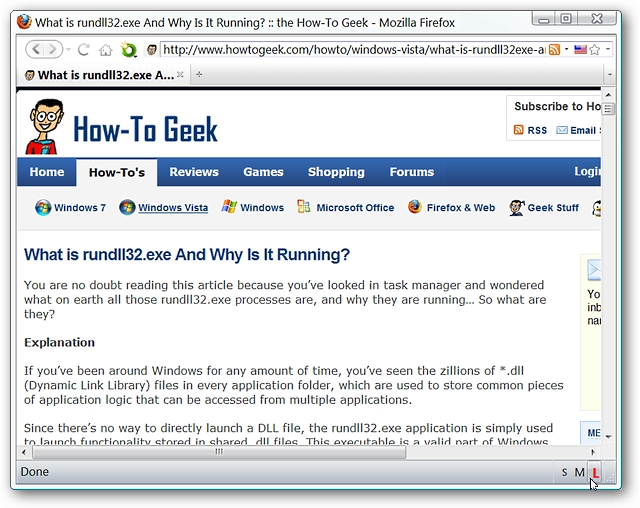 What is rundll32.exe And Why Is It Running? :: the How-To Geek - Mozilla Firefox
http://www.howtogeek.com/howto/windows-vista/what-is-rundll32exe-a
What is rundll32.exe A...
How-To Geek
Subscribe to Ho
RSS Email S
Home How-To's Reviews Games Shopping Forums Login
Windows 7 Windows Vista Windows Microsoft Office Firefox & Web Geek Stuff
What is rundll32.exe And Why Is It Running?
You are no doubt reading this article because you've looked in task manager and wondered
what on earth all those rundll32.exe processes are, and why they are running… So what are
they?
Yo
inb
nar
Explanation
If you've been around Windows for any amount of time, you've seen the zillions of *.dll
(Dynamic Link Library) files in every application folder, which are used to store common pieces
of application logic that can be accessed from multiple applications.
Since there's no way to directly launch a DLL file, the rundll32.exe application is simply used
to launch functionality stored in shared .dll files. This executable is a valid part of Windows
ME
Done
S M L